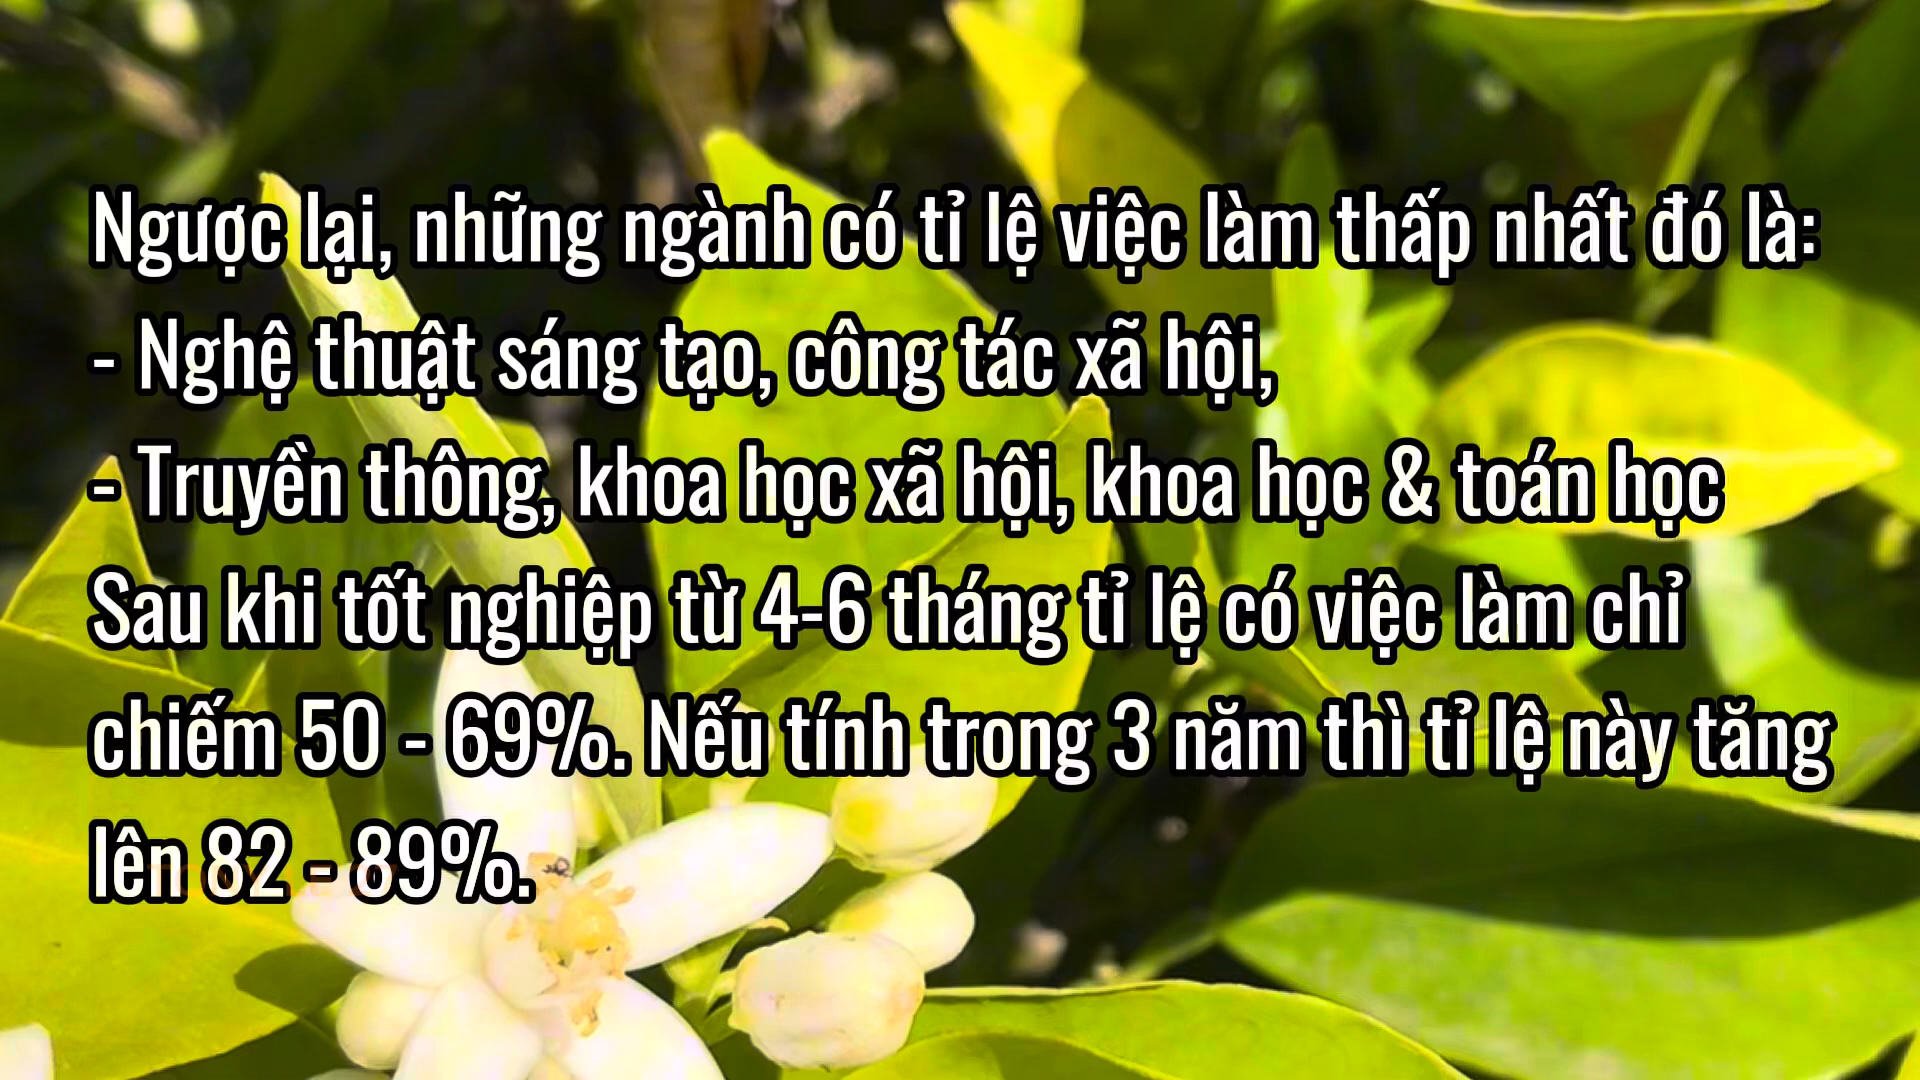 Ngược lại, những ngành có tỉ lệ việc làm thấp nhất đó là:
- Nghệ thuật sáng tạo, công tác xã hội,
- Truyền thông, khoa học xã hội, khoa học & toán học
Sau khi tốt nghiệp từ 4-6 tháng tỉ lệ có việc làm chỉ
chiếm 50 - 69%. Nếu tính trong 3 năm thì tỉ lệ này tăng
lên 82 - 89%.